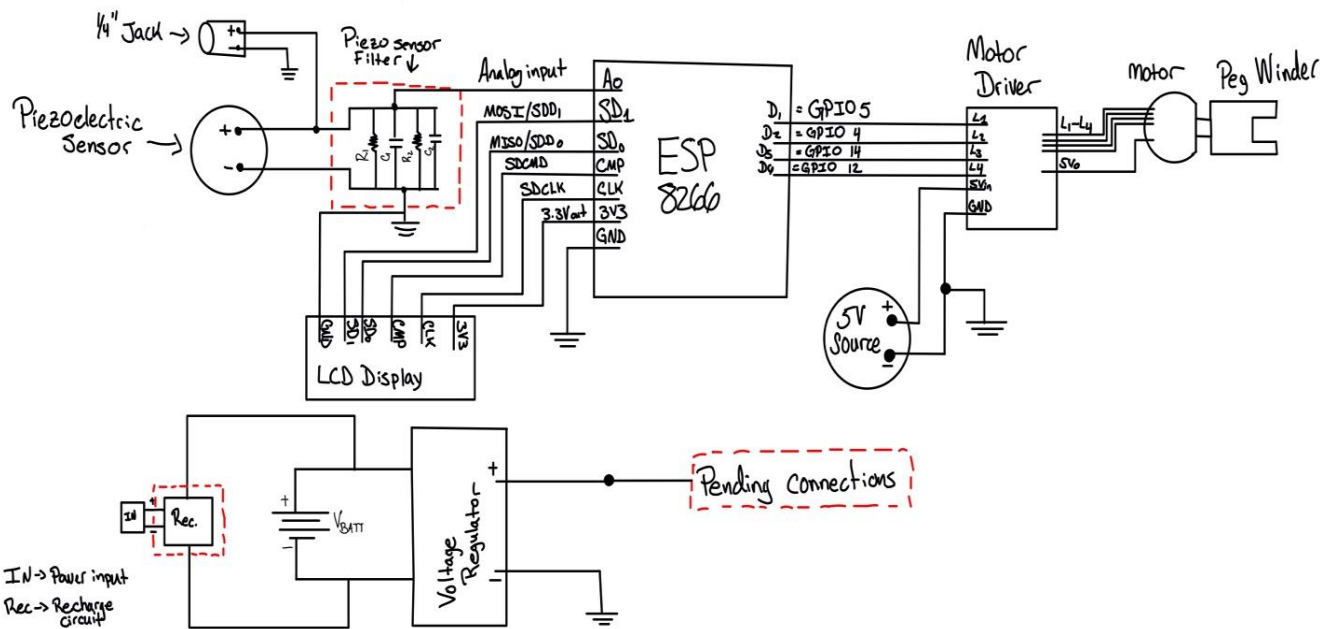 1/4" Jack →
+
-
Piezo sensor
Filter
Piezoelectric
Sensor
+
-
R1
C1
R2
C2
Analog input
MOSI/SDD1
MISO/SDD0
SDCMD
SDCLK
3.3Vout
A0
SD1
SD0
CMP
CLK
3V3
GND
ESP
8266
D1 = GPIO 5
D2 = GPIO 4
D5 = GPIO 14
D6 = GPIO 12
Motor
Driver
L1
L2
L3
L4
5Vin
GND
L1-L4
5V0
motor
Peg Winder
5V
Source
+
-
GND
SD1
SD0
CMP
CLK
3V3
LCD Display
IN
+
-
Rec.
+
VBATT
-
Voltage
Regulator
+
-
Pending Connections
IN → Power input
Rec → Recharge
circuit